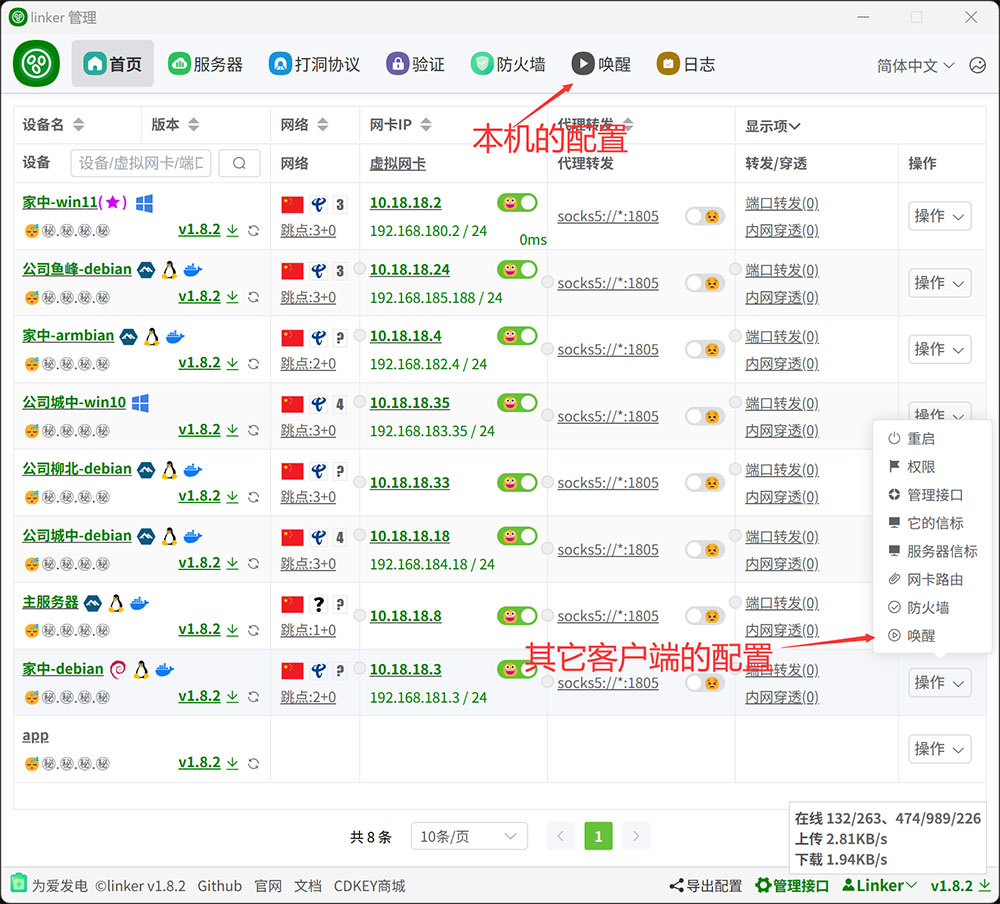 linker 管理
首页 服务器 打洞协议 验证 防火墙 唤醒 日志 简体中文
本机的配置
设备名 版本 网络 网卡IP 代理转发 显示项
设备 设备/虚拟网卡/端口 网络 虚拟网卡 代理转发 转发/穿透 操作
家中-win11(★) 3 10.18.18.2 socks5://*:1805 端口转发(0) 操作
㊙.㊙.㊙.㊙ v1.8.2 跳点:3+0 192.168.180.2 / 24 0ms 内网穿透(0)
公司鱼峰-debian 3 10.18.18.24 socks5://*:1805 端口转发(0) 操作
㊙.㊙.㊙.㊙ v1.8.2 跳点:3+0 192.168.185.188 / 24 内网穿透(0)
家中-armbian ? 10.18.18.4 socks5://*:1805 端口转发(0) 操作
㊙.㊙.㊙.㊙ v1.8.2 跳点:2+0 192.168.182.4 / 24 内网穿透(0)
公司城中-win10 4 10.18.18.35 socks5://*:1805 端口转发(0) 操作
㊙.㊙.㊙.㊙ v1.8.2 跳点:3+0 192.168.183.35 / 24 内网穿透(0)
公司柳北-debian ? 10.18.18.33 socks5://*:1805 端口转发(0)
㊙.㊙.㊙.㊙ v1.8.2 跳点:3+0 内网穿透(0)
公司城中-debian 4 10.18.18.18 socks5://*:1805 端口转发(0)
㊙.㊙.㊙.㊙ v1.8.2 跳点:3+0 192.168.184.18 / 24 内网穿透(0)
主服务器 ? ? 10.18.18.8 socks5://*:1805 端口转发(0)
㊙.㊙.㊙.㊙ v1.8.2 跳点:1+0 内网穿透(0)
重启
权限
管理接口
它的信标
服务器信标
网卡路由
防火墙
唤醒
其它客户端的配置
家中-debian ? 10.18.18.3 socks5://*:1805 端口转发(0) 操作
㊙.㊙.㊙.㊙ v1.8.2 跳点:2+0 192.168.181.3 / 24 内网穿透(0)
app 操作
㊙.㊙.㊙.㊙ v1.8.2
共 8 条 10条/页 1
在线 132/263、474/989/226
上传 2.81KB/s
下载 1.94KB/s
为爱发电 ©linker v1.8.2 Github 官网 文档 CDKEY商城 导出配置 管理接口 Linker v1.8.2